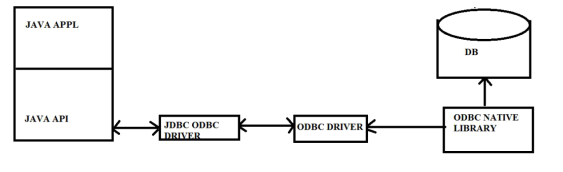 JAVA APPL
DB
JAVA API
JDBC ODBC
DRIVER
ODBC DRIVER
ODBC NATIVE
LIBRARY